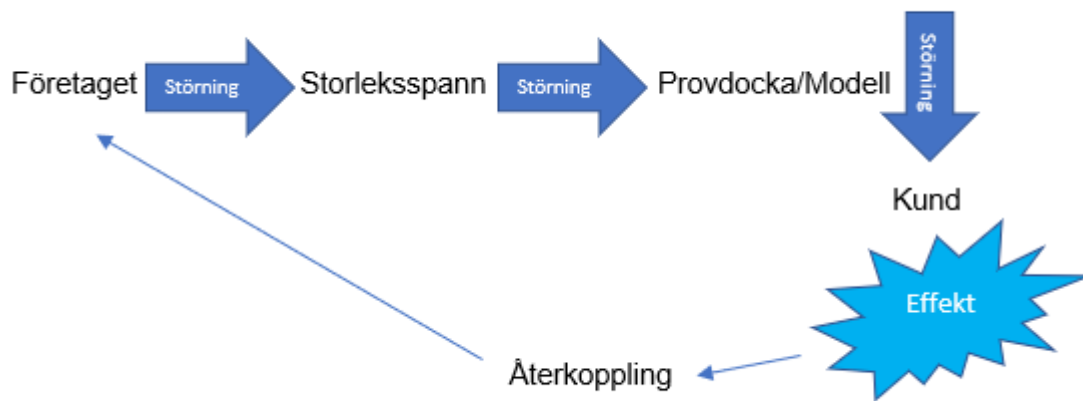 Företaget
Störning
Storleksspann
Störning
Provdocka/Modell
Störning
Kund
Effekt
Återkoppling